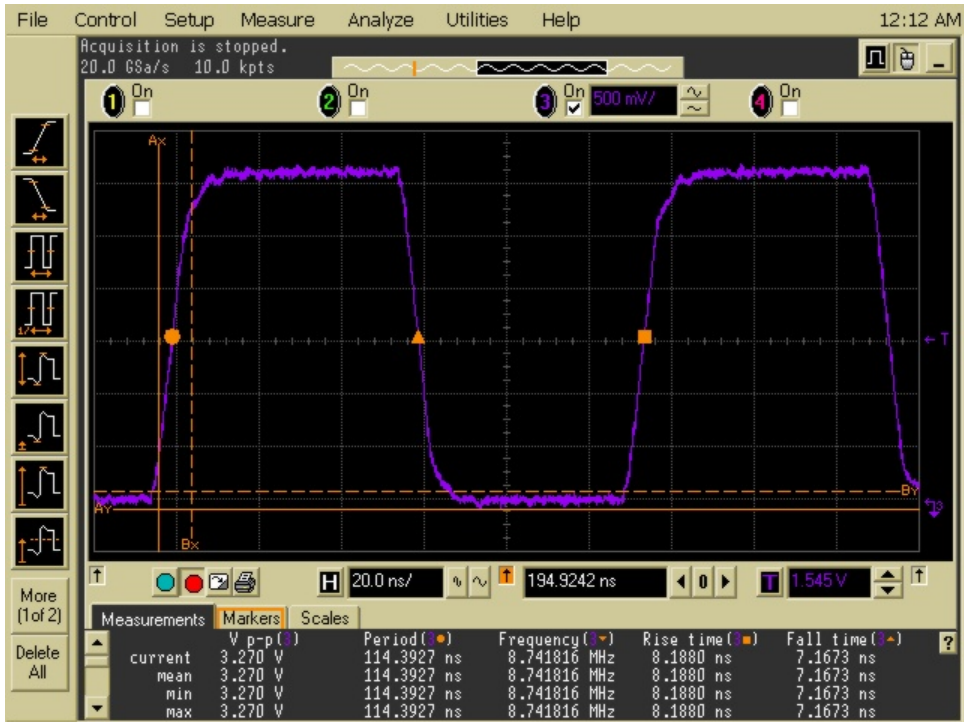 File Control Setup Measure Analyze Utilities Help 12:12 AM
Acquisition is stopped.
20.0 GSa/s 10.0 kpts
1 On 2 On 3 On 500 mV/ 4 On
Ax
T
By
Ay
3
Bx
H 20.0 ns/ T 194.9242 ns 0 T 1.545 V T
More
(1of 2)
Delete
All
Measurements Markers Scales
V p-p(3) Period(3) Frequency(3) Rise time(3) Fall time(3) ?
current 3.270 V 114.3927 ns 8.741816 MHz 8.1880 ns 7.1673 ns
mean 3.270 V 114.3927 ns 8.741816 MHz 8.1880 ns 7.1673 ns
min 3.270 V 114.3927 ns 8.741816 MHz 8.1880 ns 7.1673 ns
max 3.270 V 114.3927 ns 8.741816 MHz 8.1880 ns 7.1673 ns